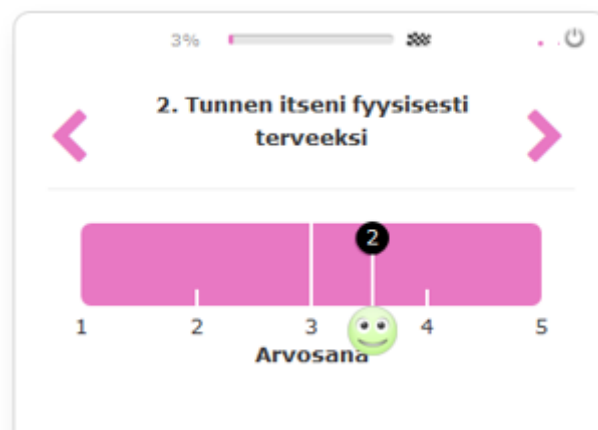 3%
2. Tunnen itseni fyysisesti
terveeksi
2
1 2 3 4 5
Arvosana